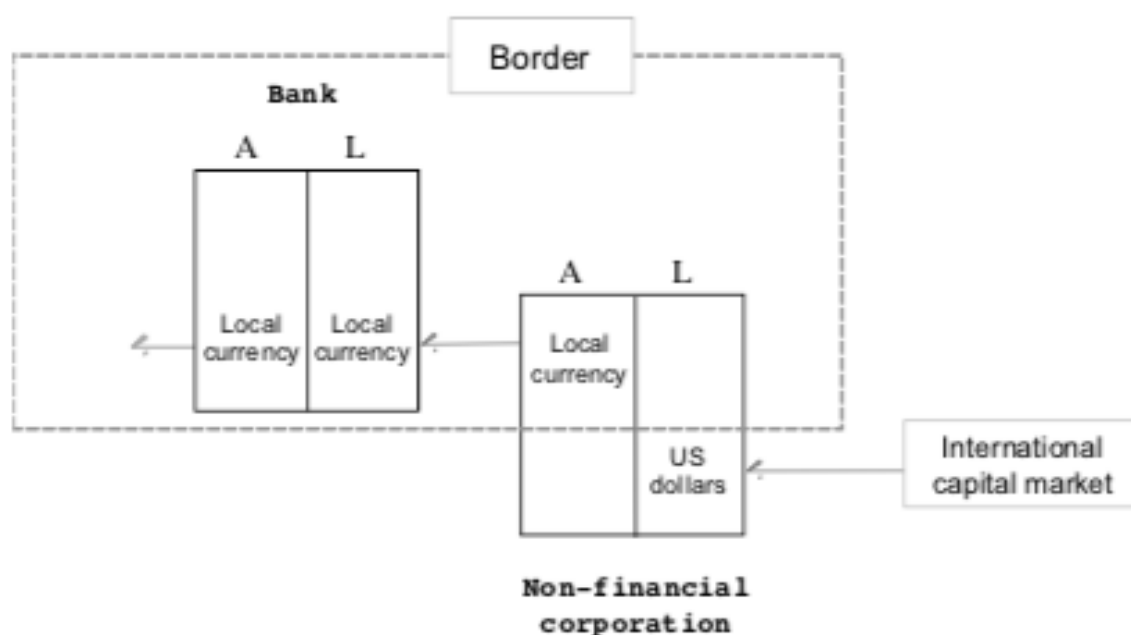 Border
Bank
A L
Local
currency
Local
currency
A L
Local
currency
US
dollars
International
capital market
Non-financial
corporation